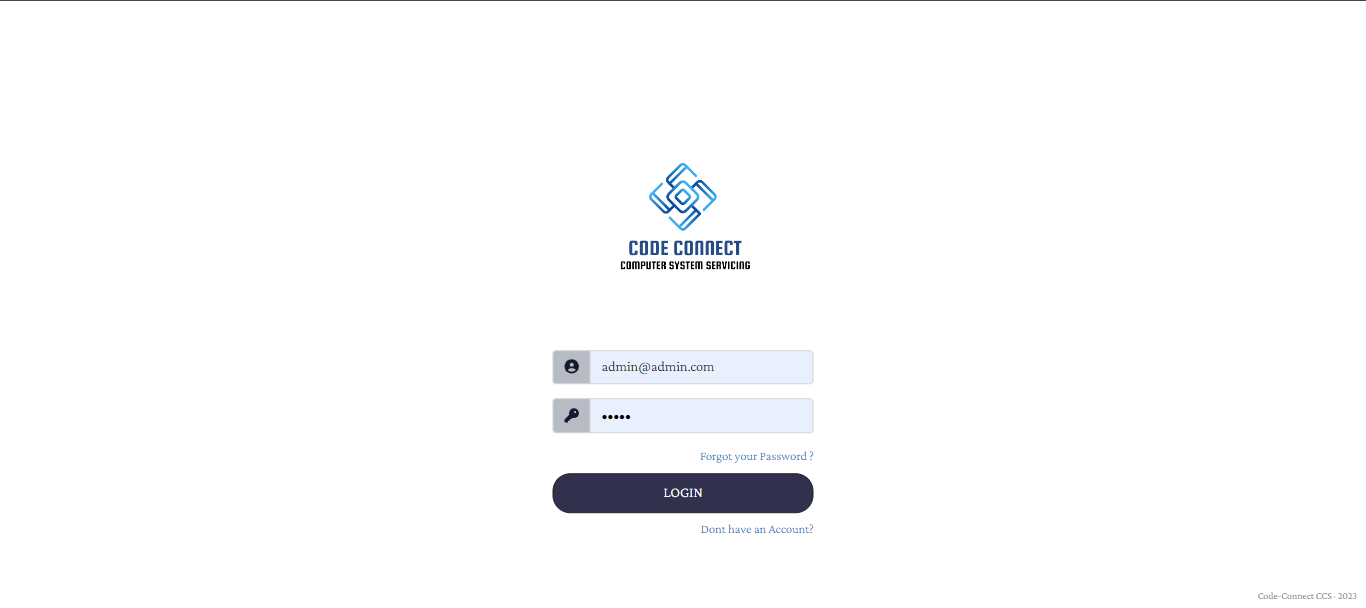 CODE CONNECT
COMPUTER SYSTEM SERVICING
admin@admin.com
•••••
Forgot your Password ?
LOGIN
Dont have an Account?
Code-Connect CCS - 2023